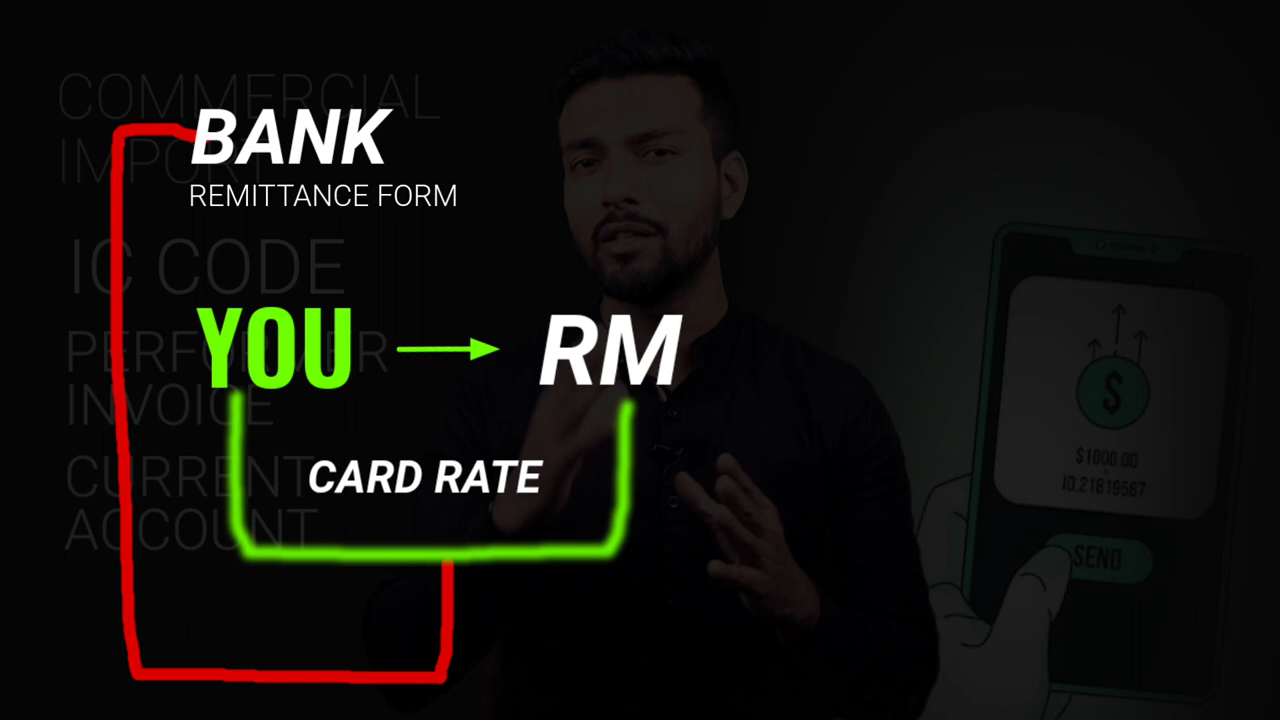 COMMERCIAL
IMPORT
BANK
REMITTANCE FORM
IC CODE
YOU
RM
PERFORMER
INVOICE
CARD RATE
CURRENT
ACCOUNT
$1000.00
10.21819567
SEND